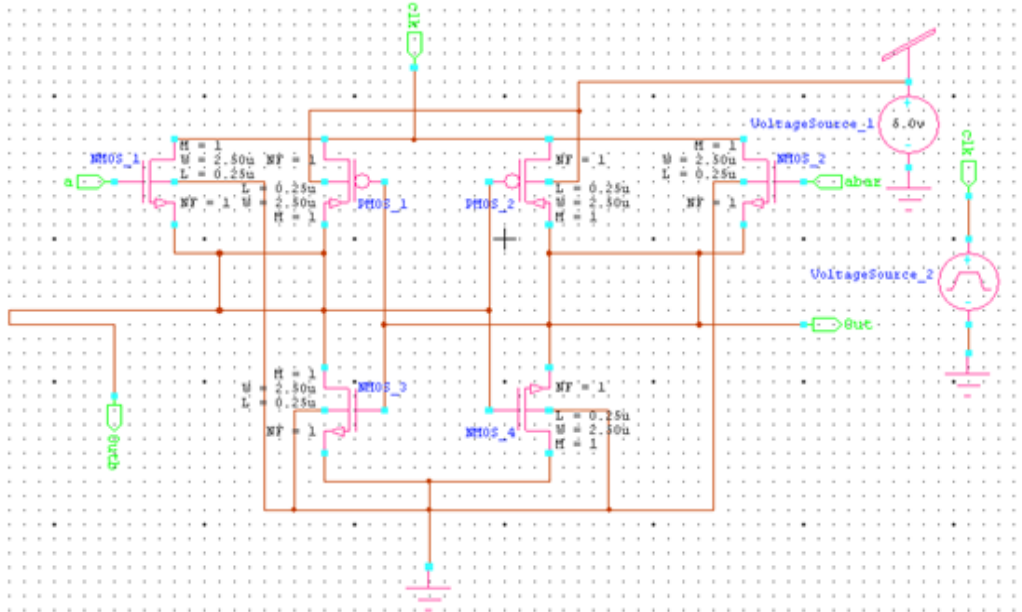 clk
VoltageSource_1
5.0v
clk
NMOS_1
M = 1
W = 2.50u
L = 0.25u
NF = 1
a
NF = 1
L = 0.25u
W = 2.50u
M = 1
PMOS_1
PMOS_2
NF = 1
L = 0.25u
W = 2.50u
M = 1
M = 1
W = 2.50u
L = 0.25u
NF = 1
NMOS_2
abar
VoltageSource_2
Out
M = 1
W = 2.50u
L = 0.25u
NF = 1
NMOS_3
NMOS_4
NF = 1
L = 0.25u
W = 2.50u
M = 1
Outb